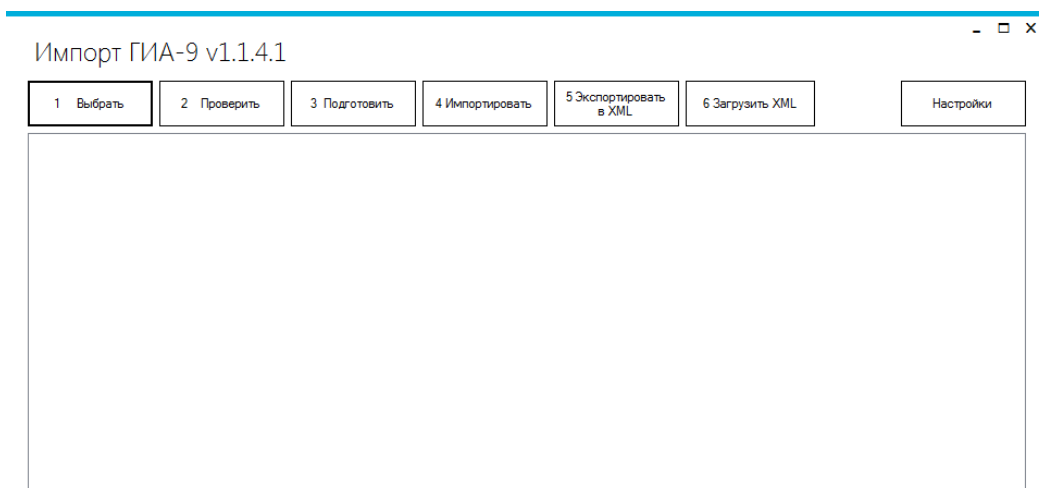 Импорт ГИА-9 v1.1.4.1
1 Выбрать
2 Проверить
3 Подготовить
4 Импортировать
5 Экспортировать
в XML
6 Загрузить XML
Настройки